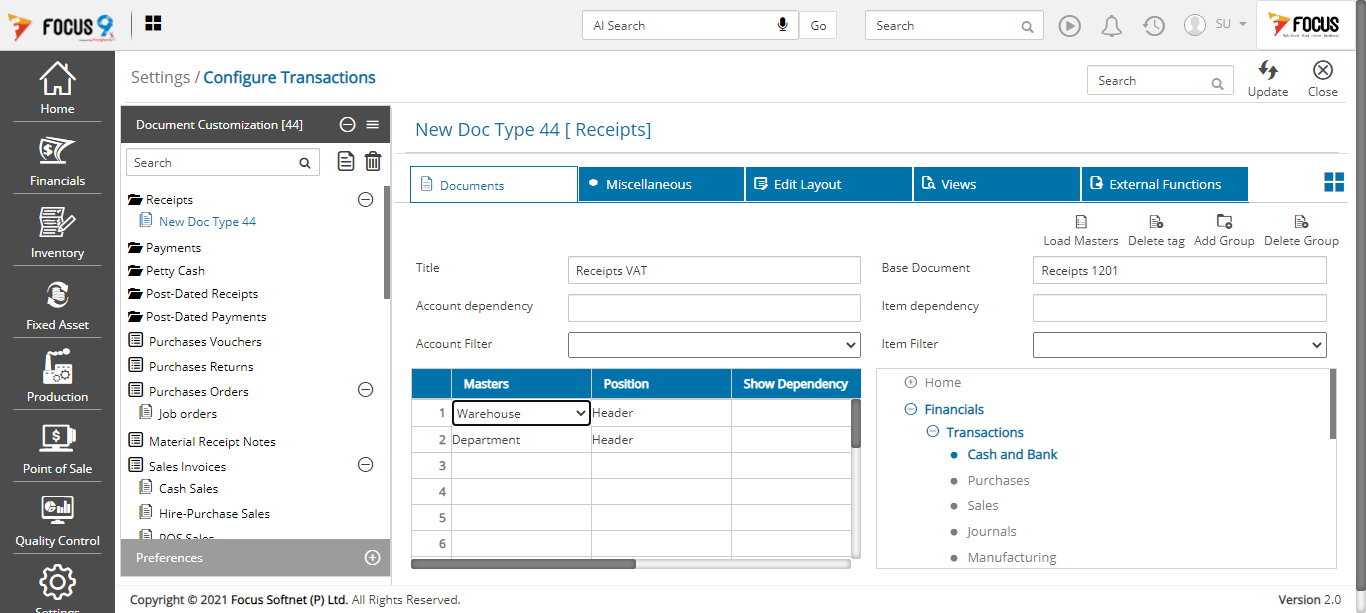 FOCUS 9
AI Search
Go
Search
SU
FOCUS
Home
Financials
Inventory
Fixed Asset
Production
Point of Sale
Quality Control
Settings
Settings / Configure Transactions
Search
Update
Close
Document Customization [44]
Search
Receipts
New Doc Type 44
Payments
Petty Cash
Post-Dated Receipts
Post-Dated Payments
Purchases Vouchers
Purchases Returns
Purchases Orders
Job orders
Material Receipt Notes
Sales Invoices
Cash Sales
Hire-Purchase Sales
POS Sales
Preferences
New Doc Type 44 [ Receipts]
Documents
Miscellaneous
Edit Layout
Views
External Functions
Load Masters
Delete tag
Add Group
Delete Group
Title
Receipts VAT
Base Document
Receipts 1201
Account dependency
Item dependency
Account Filter
Item Filter
Masters Position Show Dependency
1 Warehouse Header
2 Department Header
3
4
5
6
Home
Financials
Transactions
Cash and Bank
Purchases
Sales
Journals
Manufacturing
Copyright © 2021 Focus Softnet (P) Ltd. All Rights Reserved.
Version 2.0